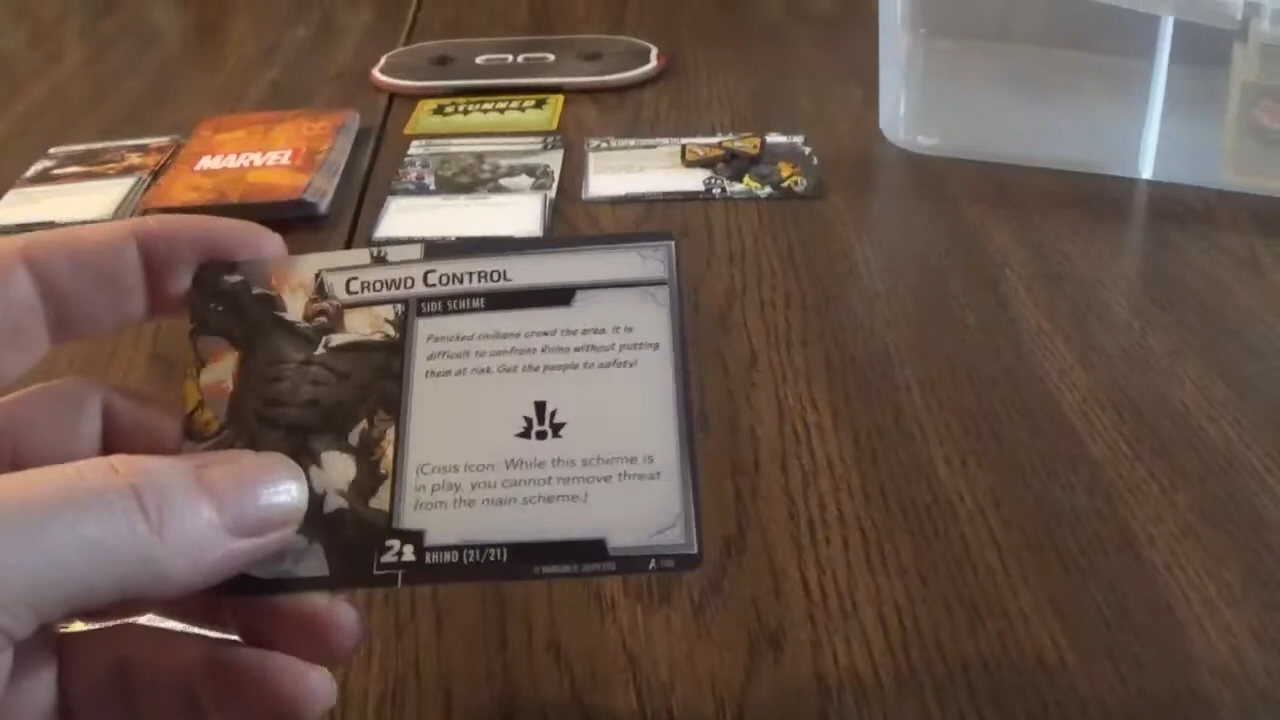 STUNNED
MARVEL
CROWD CONTROL
SIDE SCHEME
Panicked civilians crowd the area. It is
difficult to confront Rhino without putting
them at risk. Get the people to safety!
(Crisis Icon: While this scheme is
in play, you cannot remove threat
from the main scheme.)
2
RHINO (21/21)